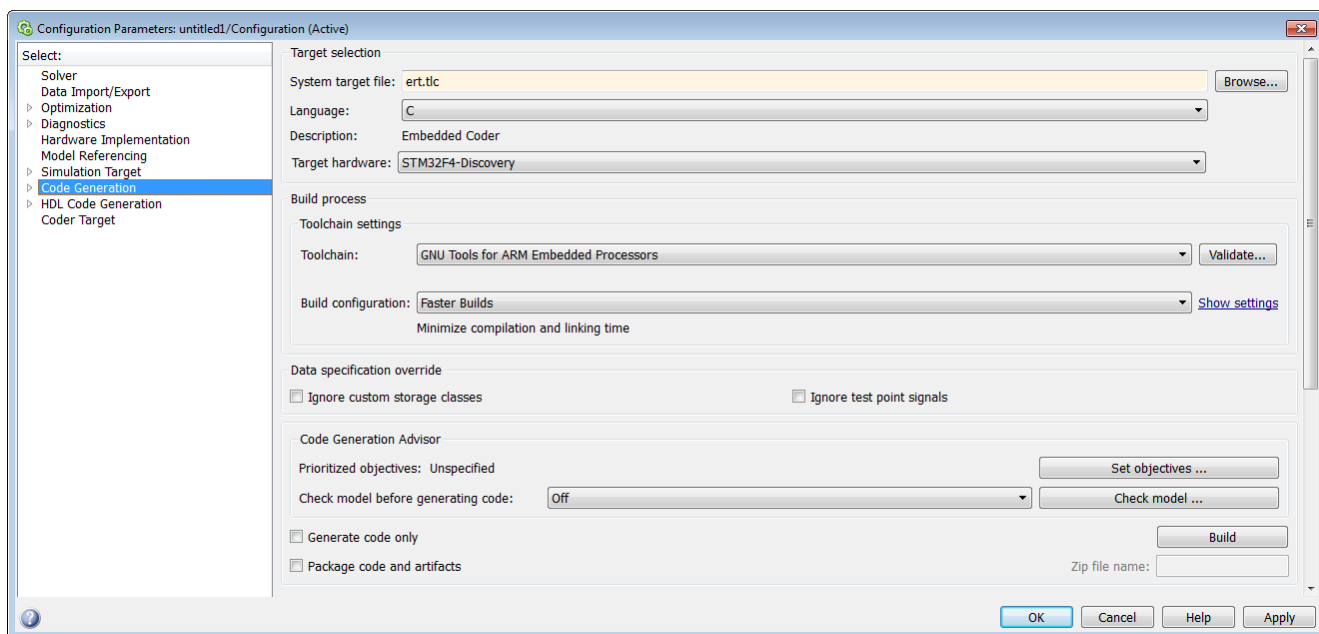 Configuration Parameters: untitled1/Configuration (Active)
Select:
Solver
Data Import/Export
Optimization
Diagnostics
Hardware Implementation
Model Referencing
Simulation Target
Code Generation
HDL Code Generation
Coder Target
Target selection
System target file: ert.tlc Browse...
Language: C
Description: Embedded Coder
Target hardware: STM32F4-Discovery
Build process
Toolchain settings
Toolchain: GNU Tools for ARM Embedded Processors Validate...
Build configuration: Faster Builds Show settings
Minimize compilation and linking time
Data specification override
Ignore custom storage classes Ignore test point signals
Code Generation Advisor
Prioritized objectives: Unspecified Set objectives ...
Check model before generating code: Off Check model ...
Generate code only Build
Package code and artifacts Zip file name:
OK Cancel Help Apply